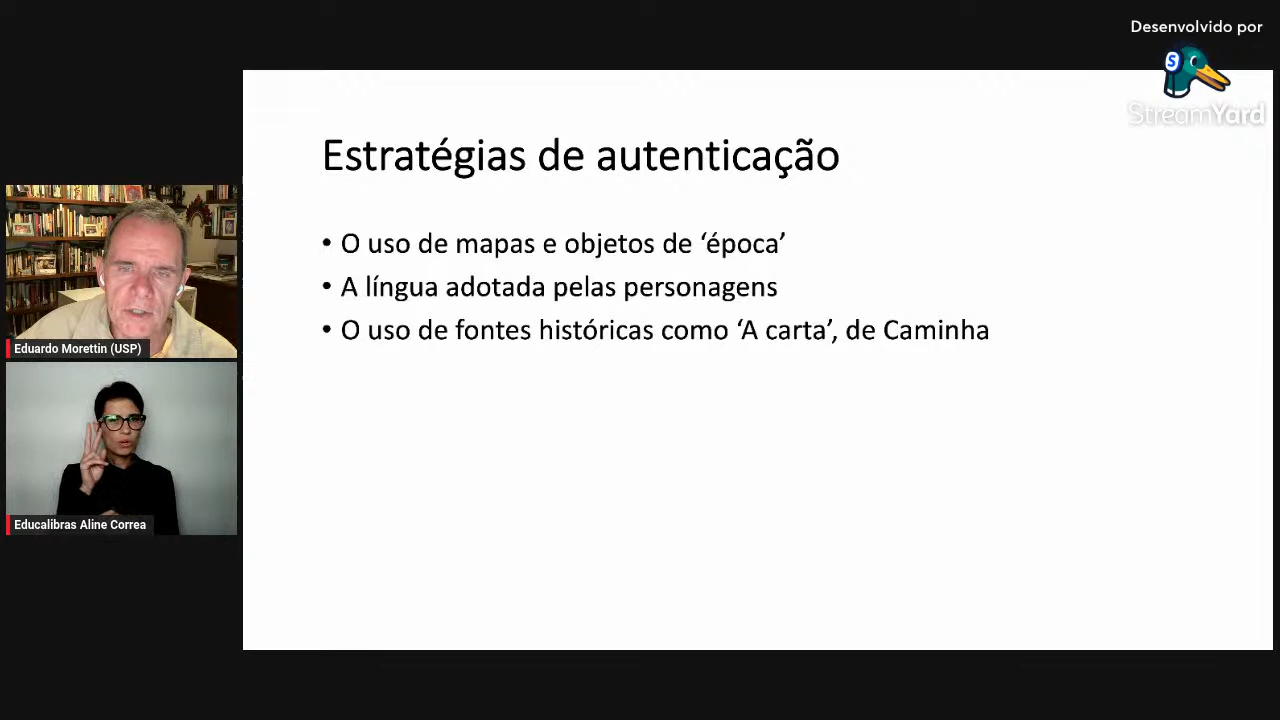 Desenvolvido por
StreamYard
Estratégias de autenticação
• O uso de mapas e objetos de ‘época’
• A língua adotada pelas personagens
• O uso de fontes históricas como ‘A carta’, de Caminha
Eduardo Morettin (USP)
Educalibras Aline Correa